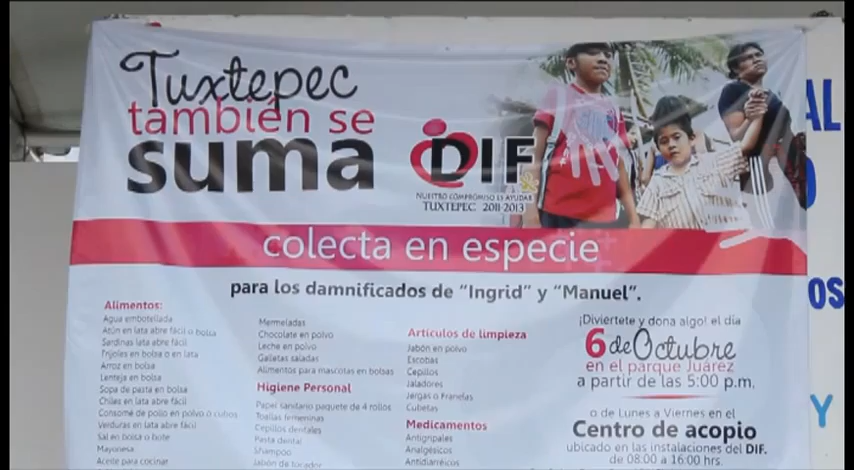 Tuxtepec
también se
suma
DIF
NUESTRO COMPROMISO ES AYUDAR
TUXTEPEC 2011-2013
colecta en especie
para los damnificados de "Ingrid" y "Manuel".
Alimentos:
Agua embotellada
Atún en lata abre fácil o bolsa
Sardinas lata abre fácil
Frijoles en bolsa o en lata
Arroz en bolsa
Lenteja en bolsa
Sopa de pasta en bolsa
Chiles en lata abre fácil
Consomé de pollo en polvo o cubos
Verduras en lata abre fácil
Sal en bolsa o bote
Mayonesa
Aceite para cocinar
Mermeladas
Chocolate en polvo
Leche en polvo
Galletas saladas
Alimentos para mascotas en bolsas
Higiene Personal
Papel sanitario paquete de 4 rollos
Toallas femeninas
Cepillos dentales
Pasta dental
Shampoo
Jabón de tocador
Artículos de limpieza
Jabón en polvo
Escobas
Cepillos
Jaladores
Jergas o Franelas
Cubetas
Medicamentos
Antigripales
Analgésicos
Antidiarréicos
¡Diviértete y dona algo! el día
6 de Octubre
en el parque Juárez
a partir de las 5:00 p.m.
o de Lunes a Viernes en el
Centro de acopio
ubicado en las instalaciones del DIF.
de 08:00 a 16:00 hrs.
AL
OS
Y